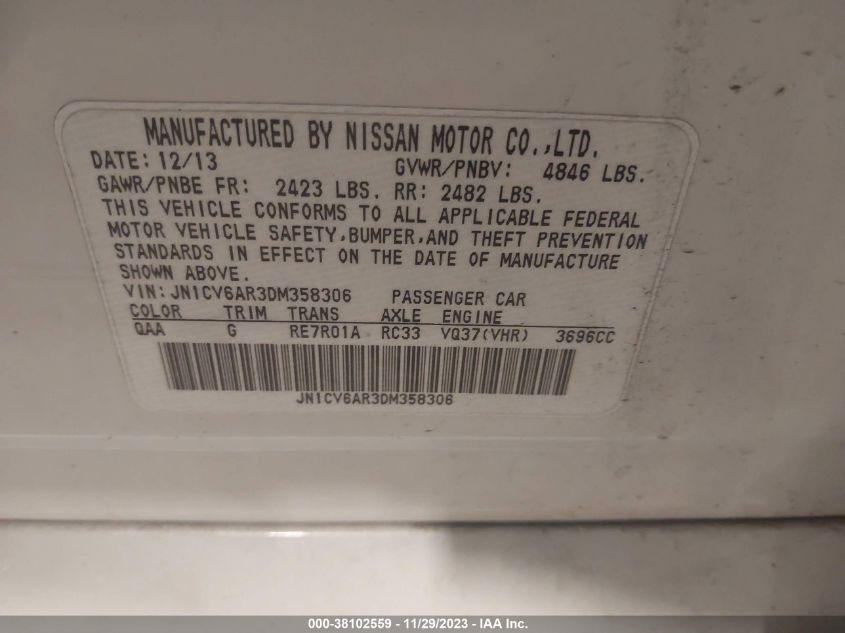 MANUFACTURED BY NISSAN MOTOR CO.,LTD.
DATE: 12/13 GVWR/PNBV: 4846 LBS.
GAWR/PNBE FR: 2423 LBS. RR: 2482 LBS.
THIS VEHICLE CONFORMS TO ALL APPLICABLE FEDERAL
MOTOR VEHICLE SAFETY,BUMPER,AND THEFT PREVENTION
STANDARDS IN EFFECT ON THE DATE OF MANUFACTURE
SHOWN ABOVE.
VIN: JN1CV6AR3DM358306 PASSENGER CAR
COLOR TRIM TRANS AXLE ENGINE
QAA G RE7R01A RC33 VQ37(VHR) 3696CC
JN1CV6AR3DM358306
000-38102559 - 11/29/2023 - IAA Inc.